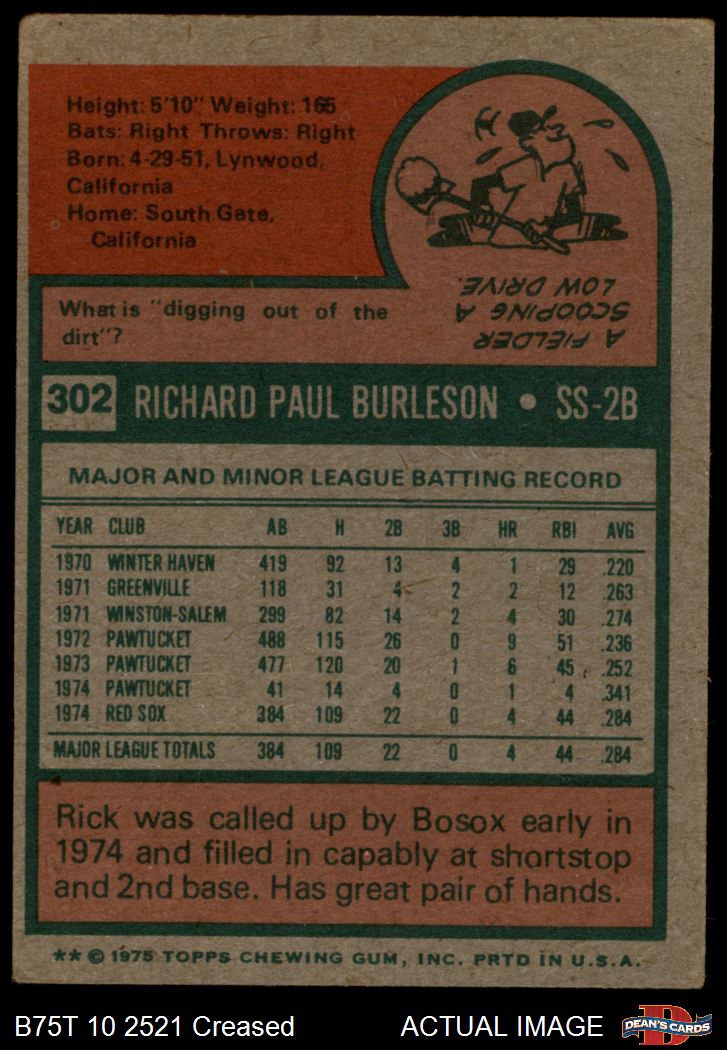 Height: 5'10" Weight: 165
Bats: Right Throws: Right
Born: 4-29-51, Lynwood,
California
Home: South Gate,
California
What is "digging out of the
dirt"?
A FIELDER
SCOOPING A
LOW DRIVE.
302 RICHARD PAUL BURLESON • SS-2B
MAJOR AND MINOR LEAGUE BATTING RECORD
YEAR CLUB AB H 2B 3B HR RBI AVG
1970 WINTER HAVEN 419 92 13 4 1 29 .220
1971 GREENVILLE 118 31 4 2 2 12 .263
1971 WINSTON-SALEM 299 82 14 2 4 30 .274
1972 PAWTUCKET 488 115 26 0 9 51 .236
1973 PAWTUCKET 477 120 20 1 6 45 .252
1974 PAWTUCKET 41 14 4 0 1 4 .341
1974 RED SOX 384 109 22 0 4 44 .284
MAJOR LEAGUE TOTALS 384 109 22 0 4 44 .284
Rick was called up by Bosox early in
1974 and filled in capably at shortstop
and 2nd base. Has great pair of hands.
** © 1975 TOPPS CHEWING GUM, INC. PRTD IN U.S.A.
B75T 10 2521 Creased ACTUAL IMAGE
D
DEAN'S CARDS